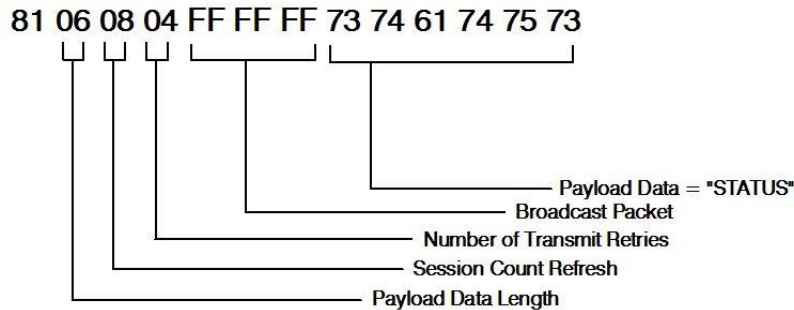 81 06 08 04 FF FF FF 73 74 61 74 75 73
Payload Data = "STATUS"
Broadcast Packet
Number of Transmit Retries
Session Count Refresh
Payload Data Length